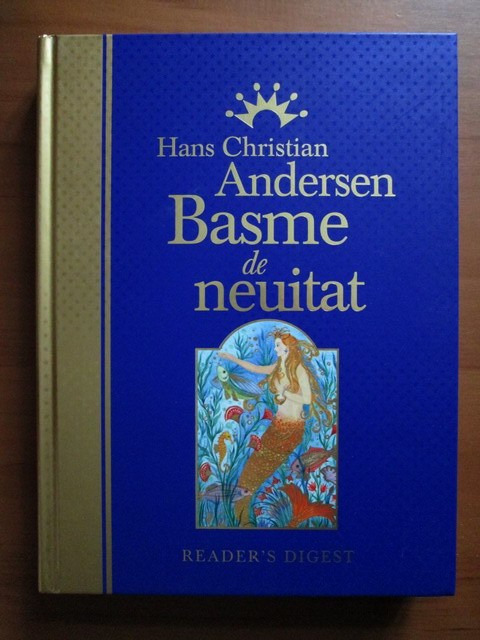 Hans Christian
Andersen
Basme
de
neuitat
READER'S DIGEST